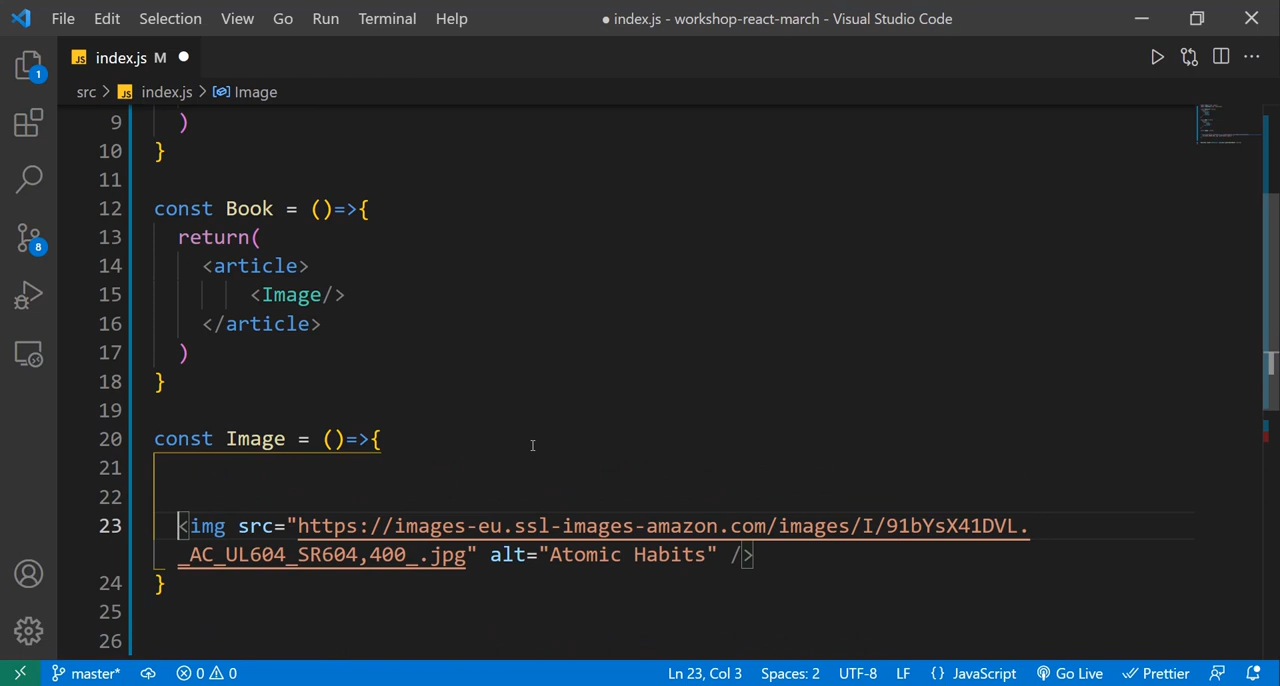 File Edit Selection View Go Run Terminal Help ● index.js - workshop-react-march - Visual Studio Code
JS index.js M ●
src > JS index.js > Image
1
8
9 )
10 }
11
12 const Book = ()=>{
13 return(
14 <article>
15 <Image/>
16 </article>
17 )
18 }
19
20 const Image = ()=>{
21
22
23 <img src="https://images-eu.ssl-images-amazon.com/images/I/91bYsX41DVL.
_AC_UL604_SR604,400_.jpg" alt="Atomic Habits" />
24 }
25
26
master* 0 0 Ln 23, Col 3 Spaces: 2 UTF-8 LF {} JavaScript Go Live Prettier